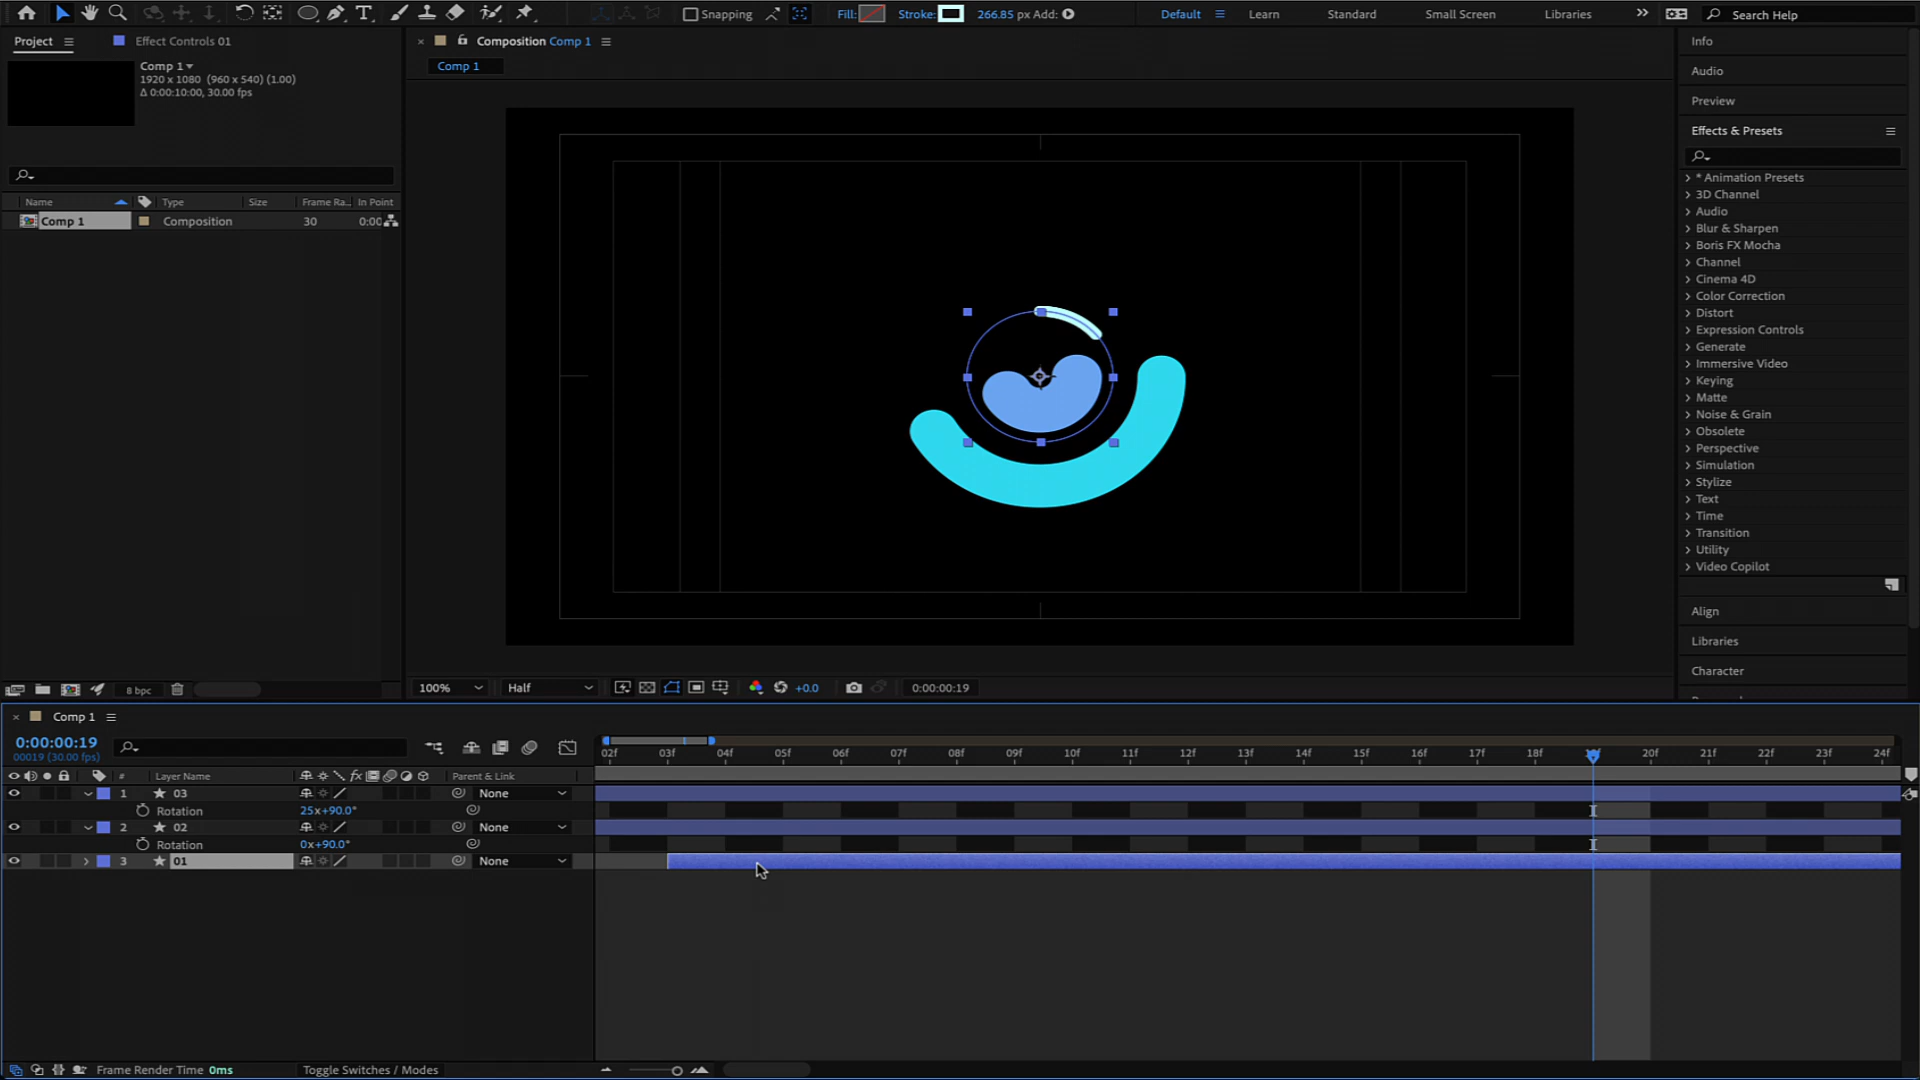 Snapping
Fill:
Stroke:
266.85 px Add:
Default
Learn
Standard
Small Screen
Libraries
Search Help
Project
Effect Controls 01
Comp 1
1920 x 1080 (960 x 540) (1.00)
Δ 0:00:10:00, 30.00 fps
Name
Type
Size
Frame Ra...
In Point
Comp 1
Composition
30
0:00
8 bpc
Composition Comp 1
Comp 1
100%
Half
+0.0
0:00:00:19
Info
Audio
Preview
Effects & Presets
* Animation Presets
3D Channel
Audio
Blur & Sharpen
Boris FX Mocha
Channel
Cinema 4D
Color Correction
Distort
Expression Controls
Generate
Immersive Video
Keying
Matte
Noise & Grain
Obsolete
Perspective
Simulation
Stylize
Text
Time
Transition
Utility
Video Copilot
Align
Libraries
Character
Comp 1
0:00:00:19
00019 (30.00 fps)
# Layer Name
Parent & Link
02f 03f 04f 05f 06f 07f 08f 09f 10f 11f 12f 13f 14f 15f 16f 17f 18f 20f 21f 22f 23f 24f
1 03 None
Rotation 25x+90.0°
2 02 None
Rotation 0x+90.0°
3 01 None
Frame Render Time 0ms
Toggle Switches / Modes